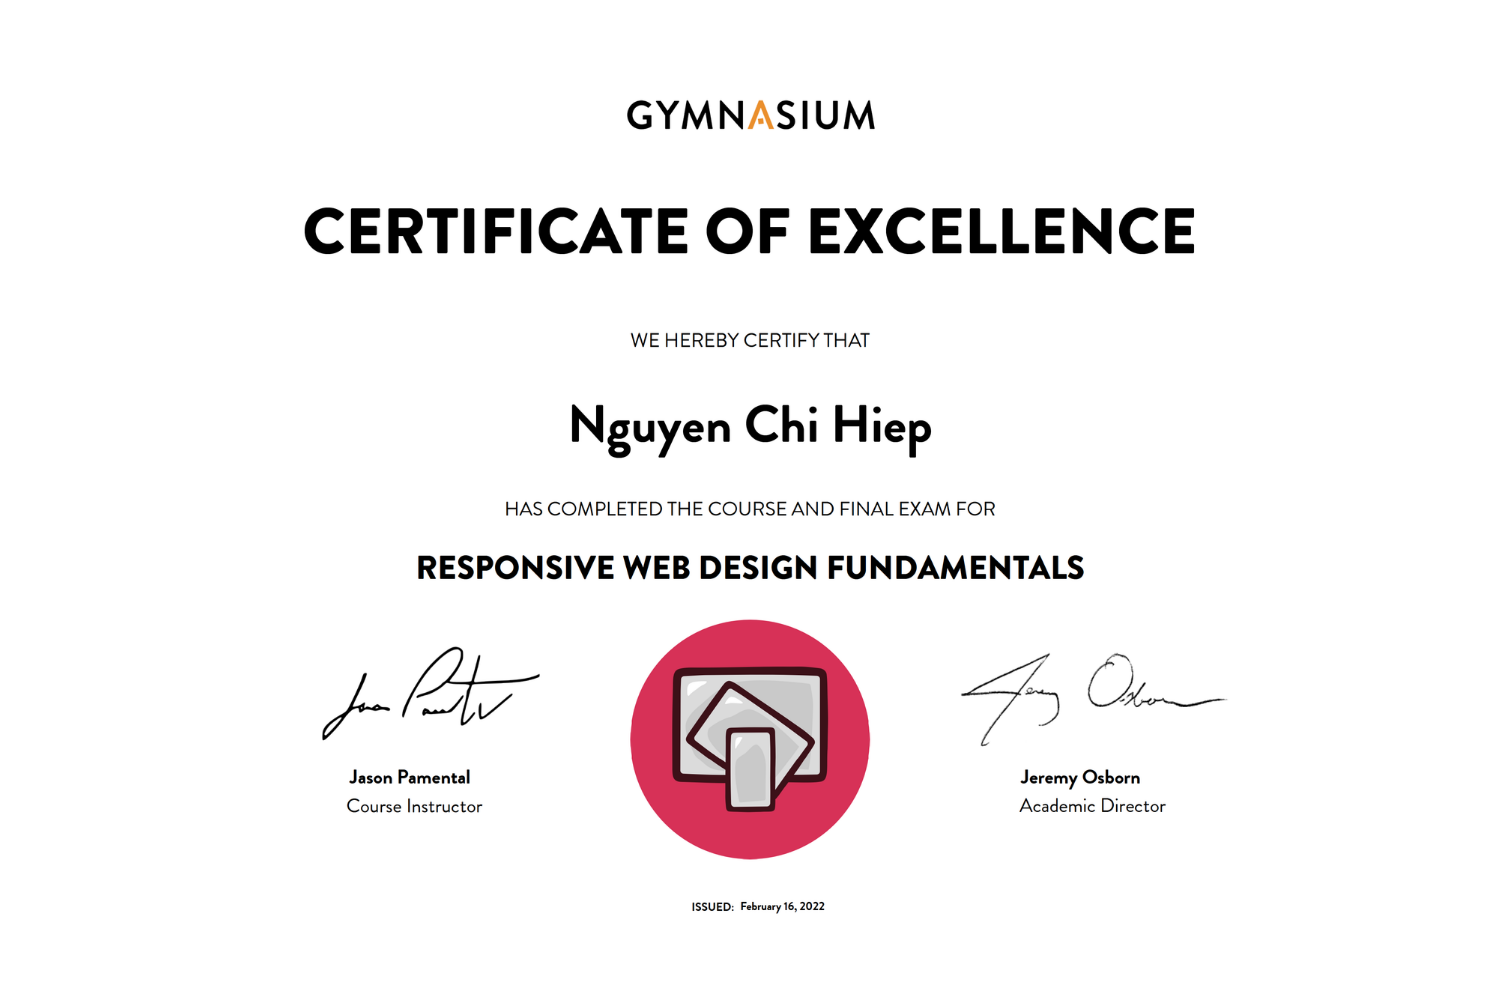 GYMNASIUM
CERTIFICATE OF EXCELLENCE
WE HEREBY CERTIFY THAT
Nguyen Chi Hiep
HAS COMPLETED THE COURSE AND FINAL EXAM FOR
RESPONSIVE WEB DESIGN FUNDAMENTALS
Jason Pamental
Course Instructor
Jeremy Osborn
Academic Director
ISSUED: February 16, 2022